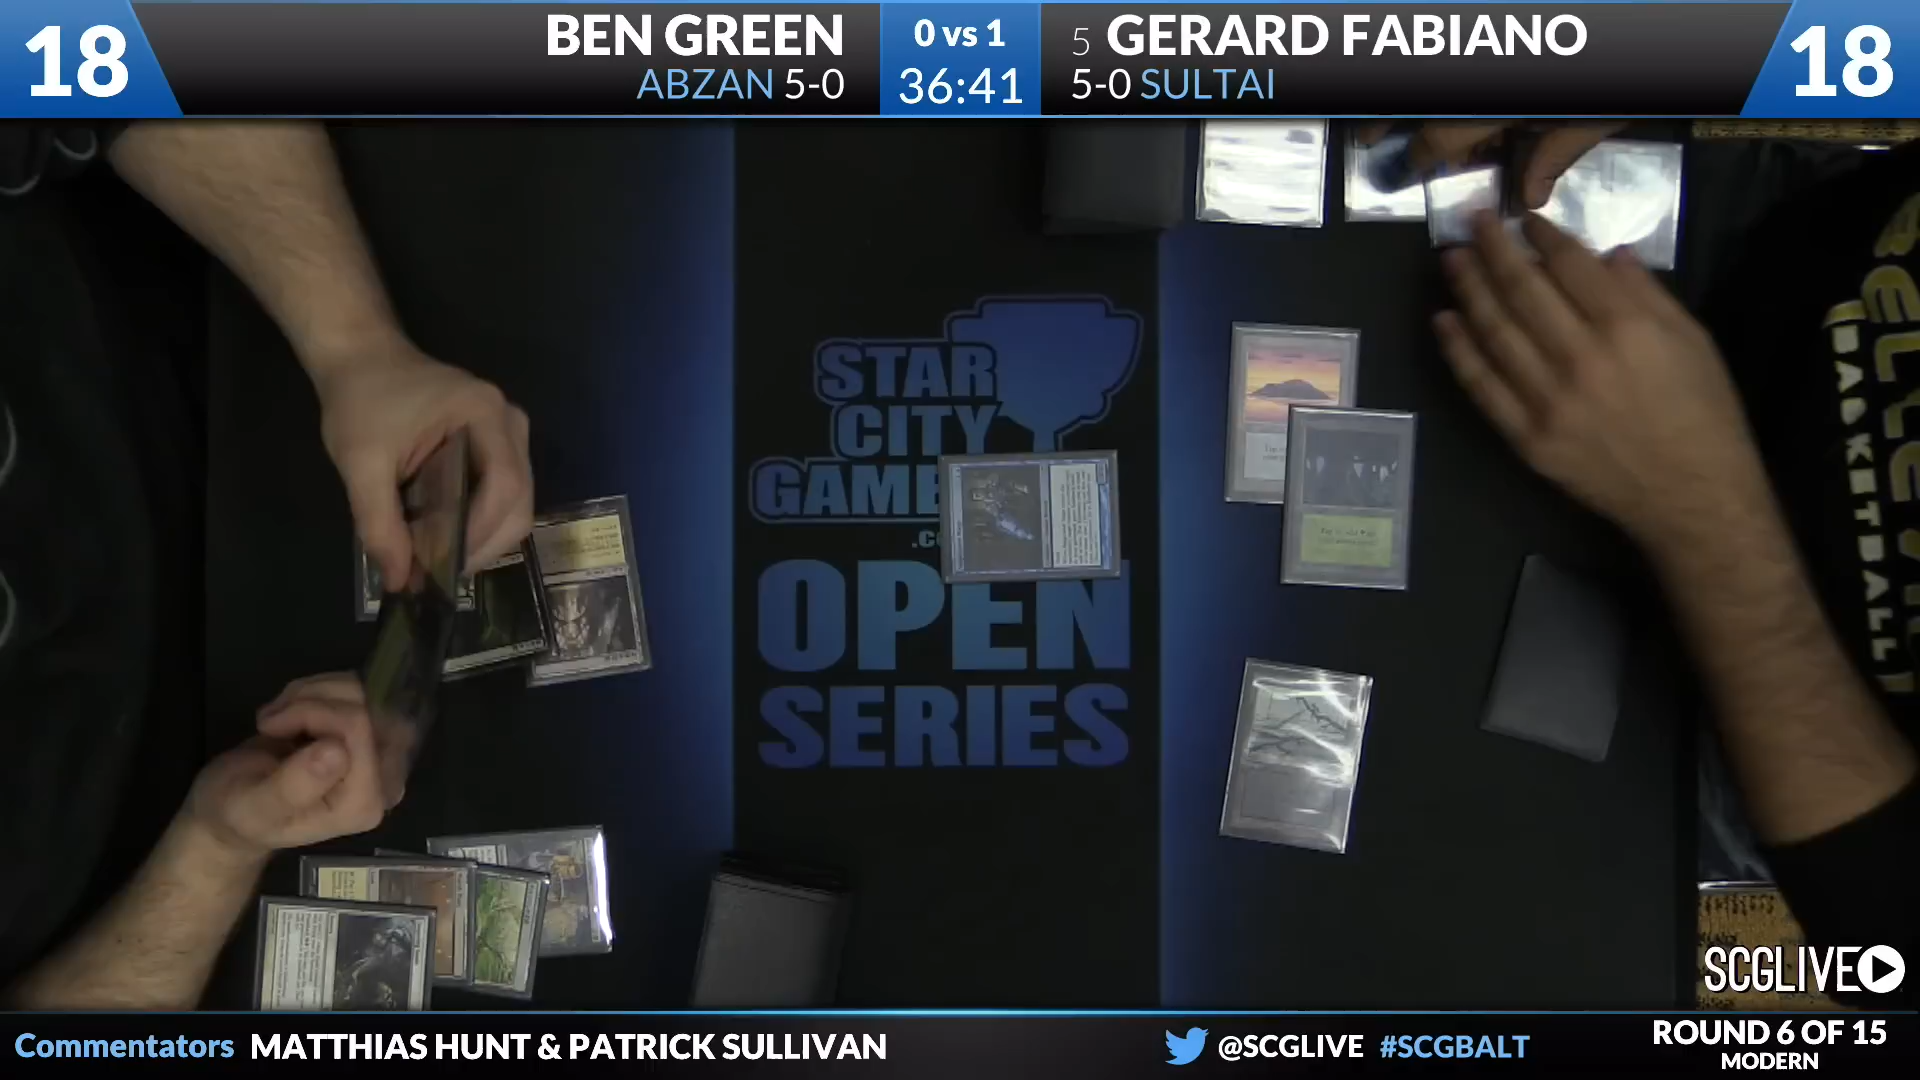 18
BEN GREEN
ABZAN 5-0
0 vs 1
36:41
5 GERARD FABIANO
5-0 SULTAI
18
STAR
CITY
GAME
.c
OPEN
SERIES
BASKETBALL
SCGLIVE
Commentators MATTHIAS HUNT & PATRICK SULLIVAN
@SCGLIVE #SCGBALT
ROUND 6 OF 15
MODERN